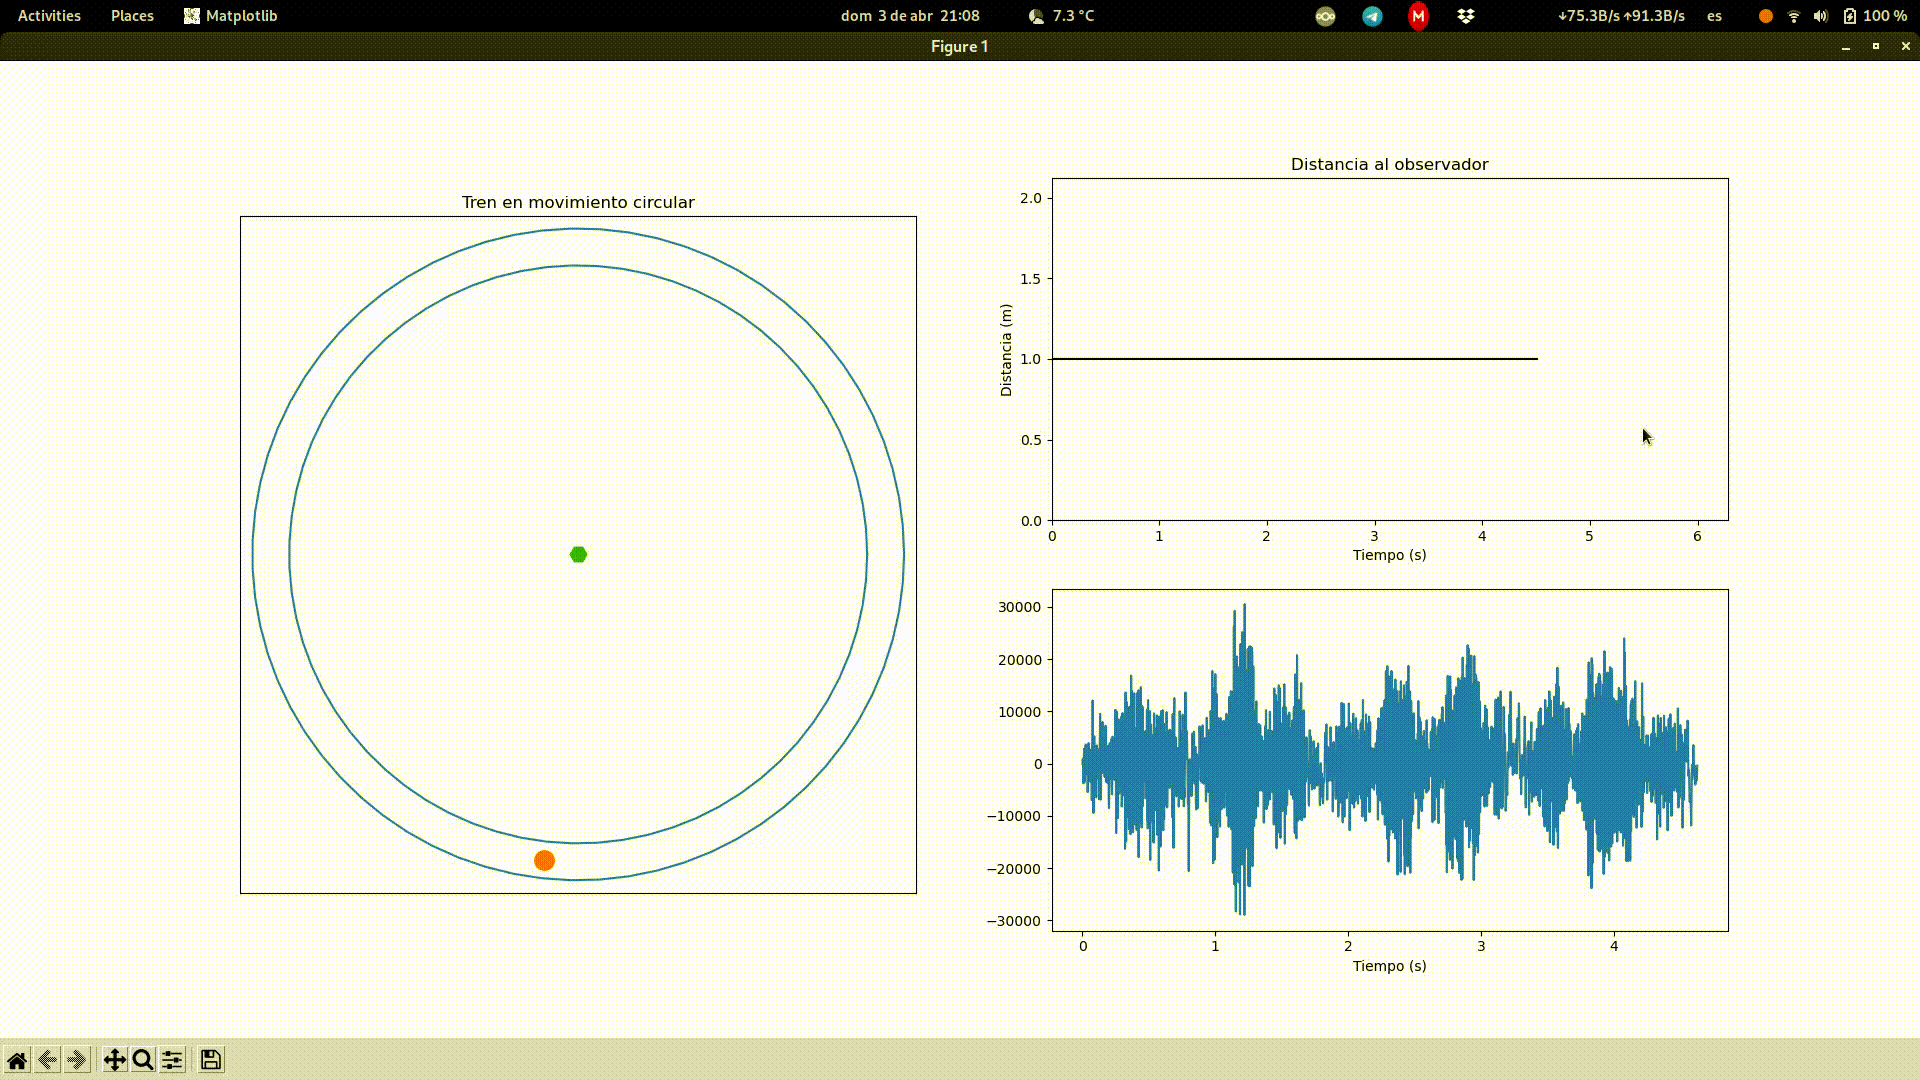 Activities Places Matplotlib dom 3 de abr 21:08 7.3 °C M ↓75.3B/s ↑91.3B/s es 100 %
Figure 1
Tren en movimiento circular
Distancia al observador
2.0
1.5
1.0
0.5
0.0
Distancia (m)
0 1 2 3 4 5 6
Tiempo (s)
30000
20000
10000
0
−10000
−20000
−30000
0 1 2 3 4
Tiempo (s)